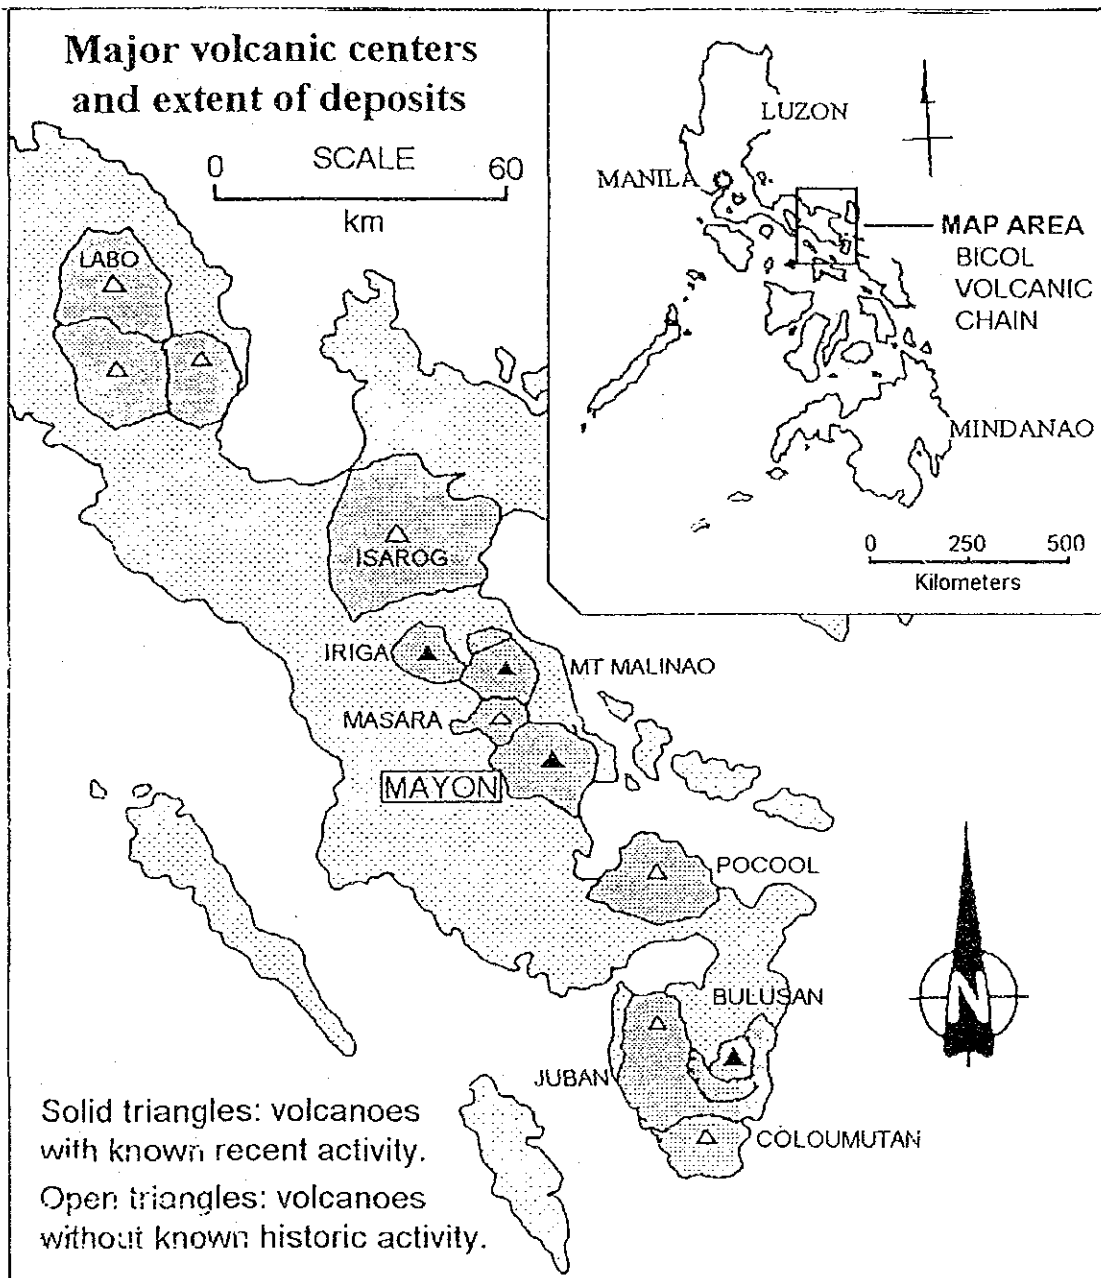 Major volcanic centers
and extent of deposits
0 SCALE 60
km
LUZON
MANILA
MAP AREA
BICOL
VOLCANIC
CHAIN
MINDANAO
0 250 500
Kilometers
LABO
ISAROG
IRIGA
MT MALINAO
MASARA
MAYON
POCOOL
BULUSAN
JUBAN
COLOUMUTAN
N
Solid triangles: volcanoes
with known recent activity.
Open triangles: volcanoes
without known historic activity.